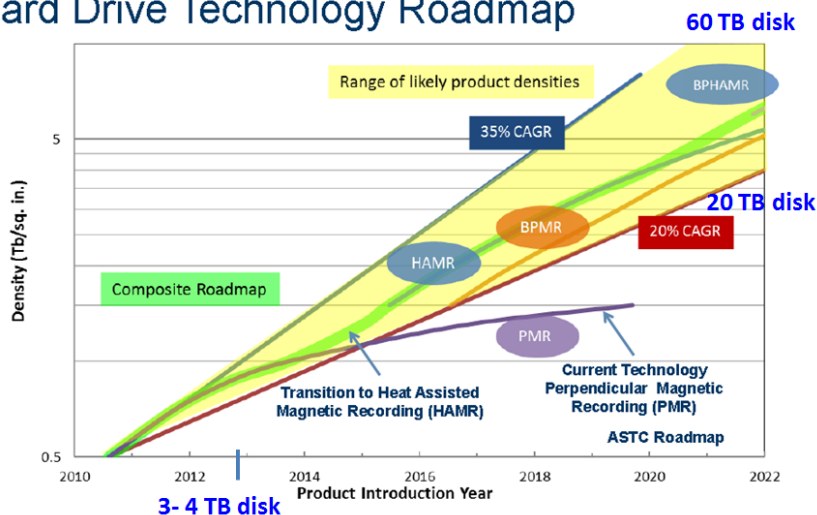 ard Drive Technology Roadmap
60 TB disk
Range of likely product densities
BPHAMR
35% CAGR
5
20 TB disk
BPMR
20% CAGR
HAMR
Composite Roadmap
Density (Tb/sq. in.)
PMR
Transition to Heat Assisted
Magnetic Recording (HAMR)
Current Technology
Perpendicular Magnetic
Recording (PMR)
ASTC Roadmap
0.5
2010 2012 2014 2016 2018 2020 2022
Product Introduction Year
3- 4 TB disk